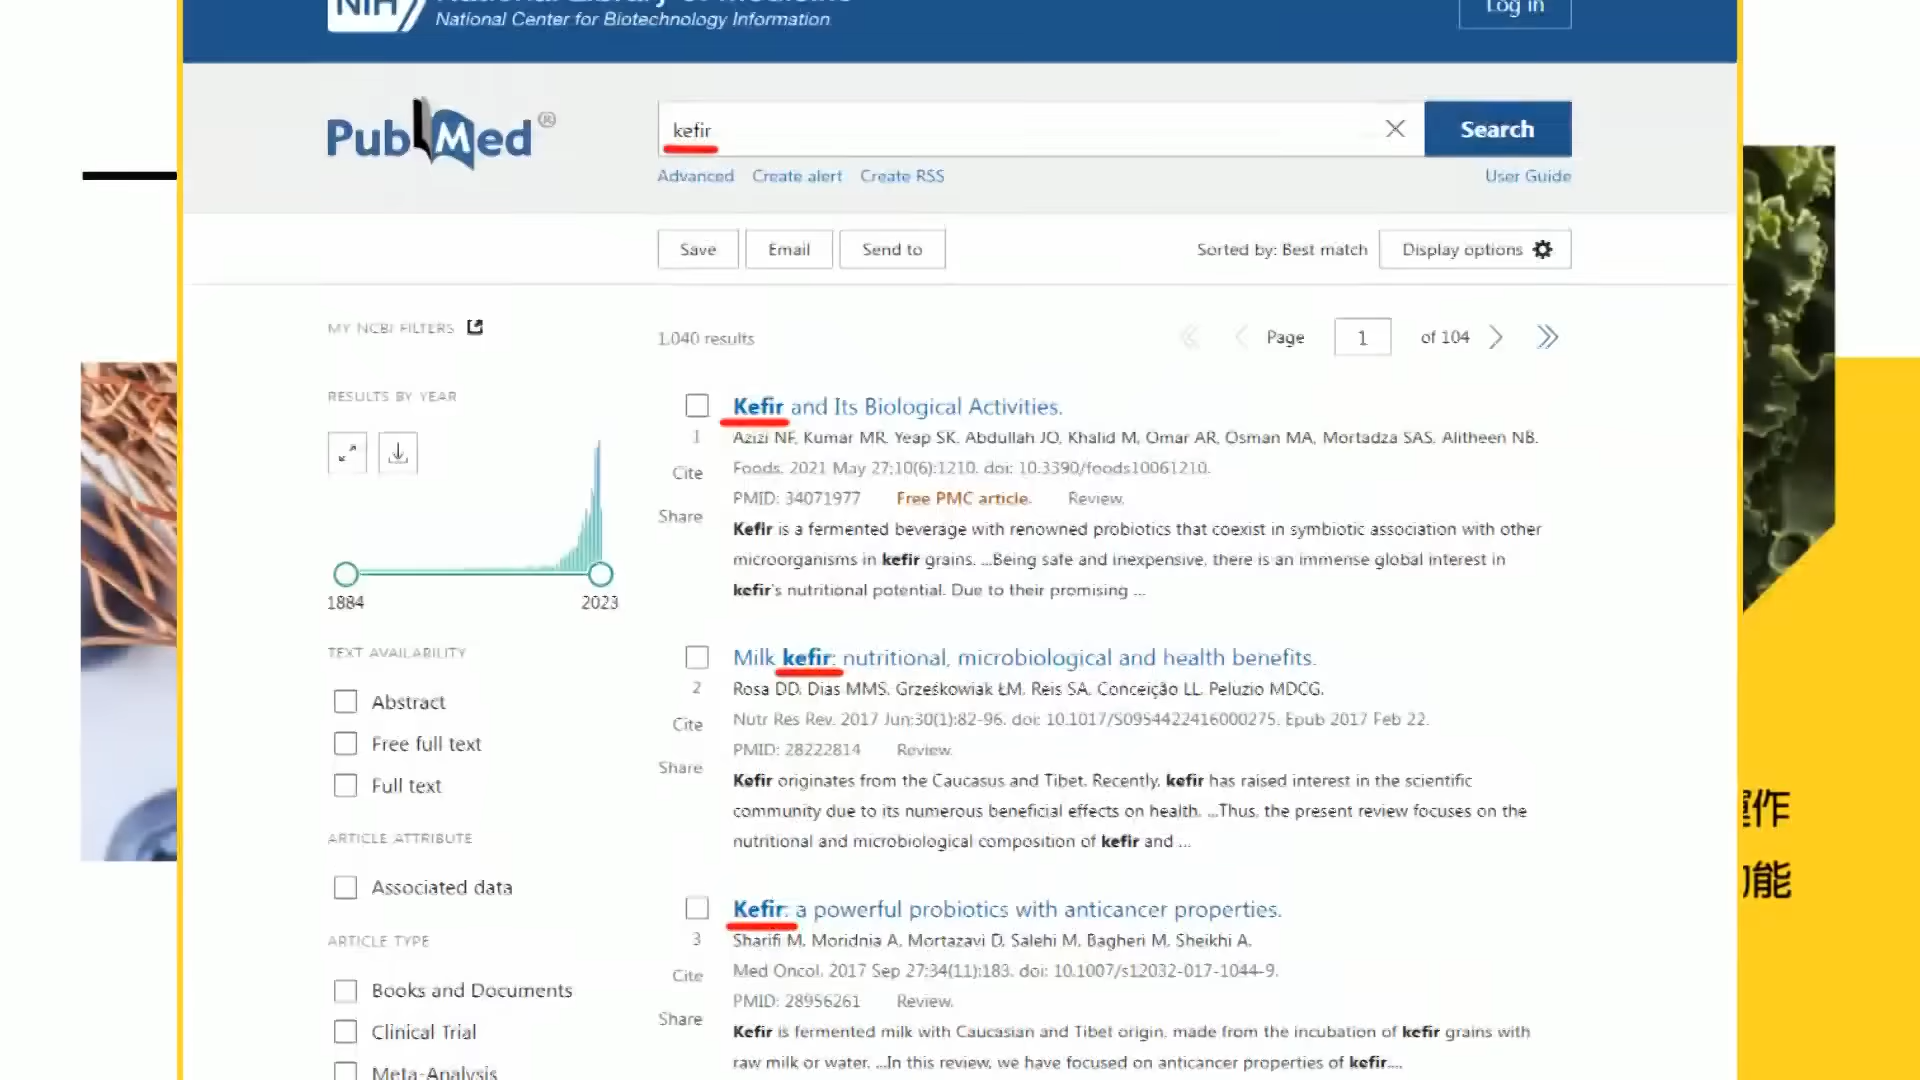 NIH
National Center for Biotechnology Information
Log in
PubMed®
kefir
Search
Advanced
Create alert
Create RSS
User Guide
Save
Email
Send to
Sorted by: Best match
Display options
MY NCBI FILTERS
1,040 results
Page
1
of 104
RESULTS BY YEAR
1884
2023
TEXT AVAILABILITY
Abstract
Free full text
Full text
ARTICLE ATTRIBUTE
Associated data
ARTICLE TYPE
Books and Documents
Clinical Trial
Meta-Analysis
Kefir and Its Biological Activities.
1
Azizi NF, Kumar MR, Yeap SK, Abdullah JO, Khalid M, Omar AR, Osman MA, Mortadza SAS, Alitheen NB.
Cite
Foods. 2021 May 27;10(6):1210. doi: 10.3390/foods10061210.
PMID: 34071977
Free PMC article.
Review.
Share
Kefir is a fermented beverage with renowned probiotics that coexist in symbiotic association with other
microorganisms in kefir grains. ...Being safe and inexpensive, there is an immense global interest in
kefir's nutritional potential. Due to their promising ...
Milk kefir: nutritional, microbiological and health benefits.
2
Rosa DD, Dias MMS, Grześkowiak ŁM, Reis SA, Conceição LL, Peluzio MDCG.
Cite
Nutr Res Rev. 2017 Jun;30(1):82-96. doi: 10.1017/S0954422416000275. Epub 2017 Feb 22.
PMID: 28222814
Review.
Share
Kefir originates from the Caucasus and Tibet. Recently, kefir has raised interest in the scientific
community due to its numerous beneficial effects on health. ...Thus, the present review focuses on the
nutritional and microbiological composition of kefir and ...
Kefir: a powerful probiotics with anticancer properties.
3
Sharifi M, Moridnia A, Mortazavi D, Salehi M, Bagheri M, Sheikhi A.
Cite
Med Oncol. 2017 Sep 27;34(11):183. doi: 10.1007/s12032-017-1044-9.
PMID: 28956261
Review.
Share
Kefir is fermented milk with Caucasian and Tibet origin, made from the incubation of kefir grains with
raw milk or water. ...In this review, we have focused on anticancer properties of kefir....
作
能